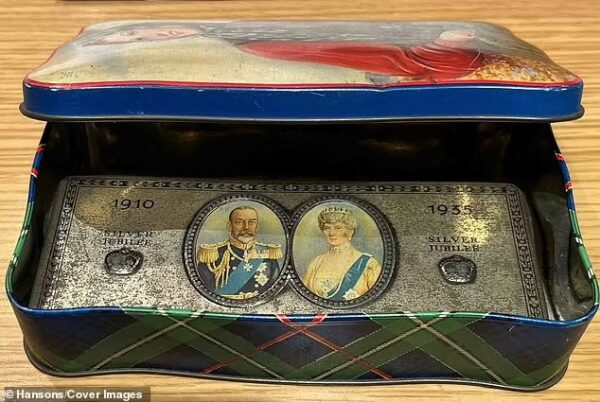 1910
SILVER
JUBILEE
1935
SILVER
JUBILEE
© Hansons/Cover Images